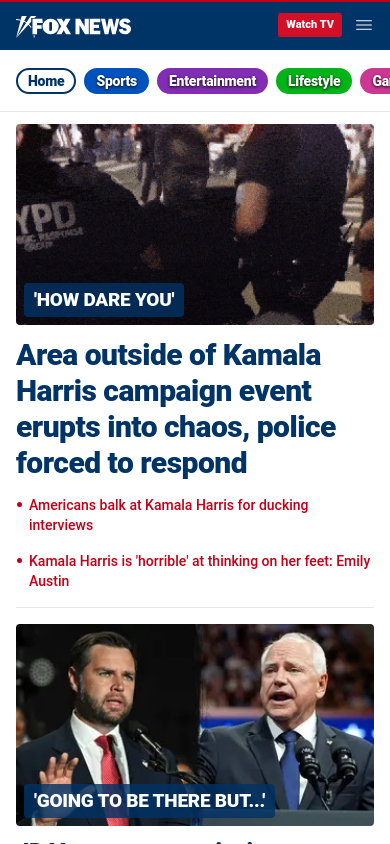 FOX NEWS
Watch TV
Home
Sports
Entertainment
Lifestyle
YPD
GROUP
'HOW DARE YOU'
Area outside of Kamala
Harris campaign event
erupts into chaos, police
forced to respond
Americans balk at Kamala Harris for ducking
interviews
Kamala Harris is 'horrible' at thinking on her feet: Emily
Austin
'GOING TO BE THERE BUT...'